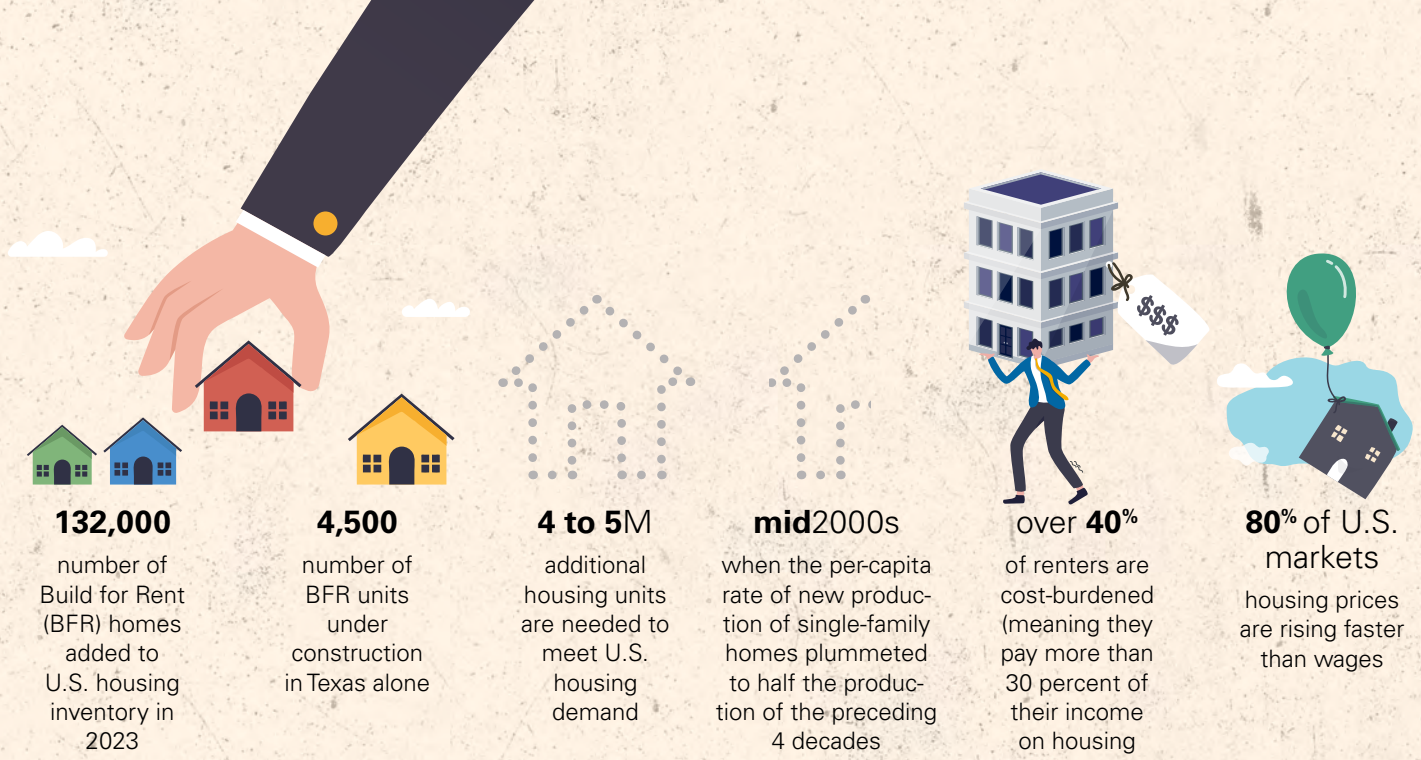 $$$
132,000
number of
Build for Rent
(BFR) homes
added to
U.S. housing
inventory in
2023
4,500
number of
BFR units
under
construction
in Texas alone
4 to 5M
additional
housing units
are needed to
meet U.S.
housing
demand
mid2000s
when the per-capita
rate of new produc-
tion of single-family
homes plummeted
to half the produc-
tion of the preceding
4 decades
over 40%
of renters are
cost-burdened
(meaning they
pay more than
30 percent of
their income
on housing
80% of U.S.
markets
housing prices
are rising faster
than wages